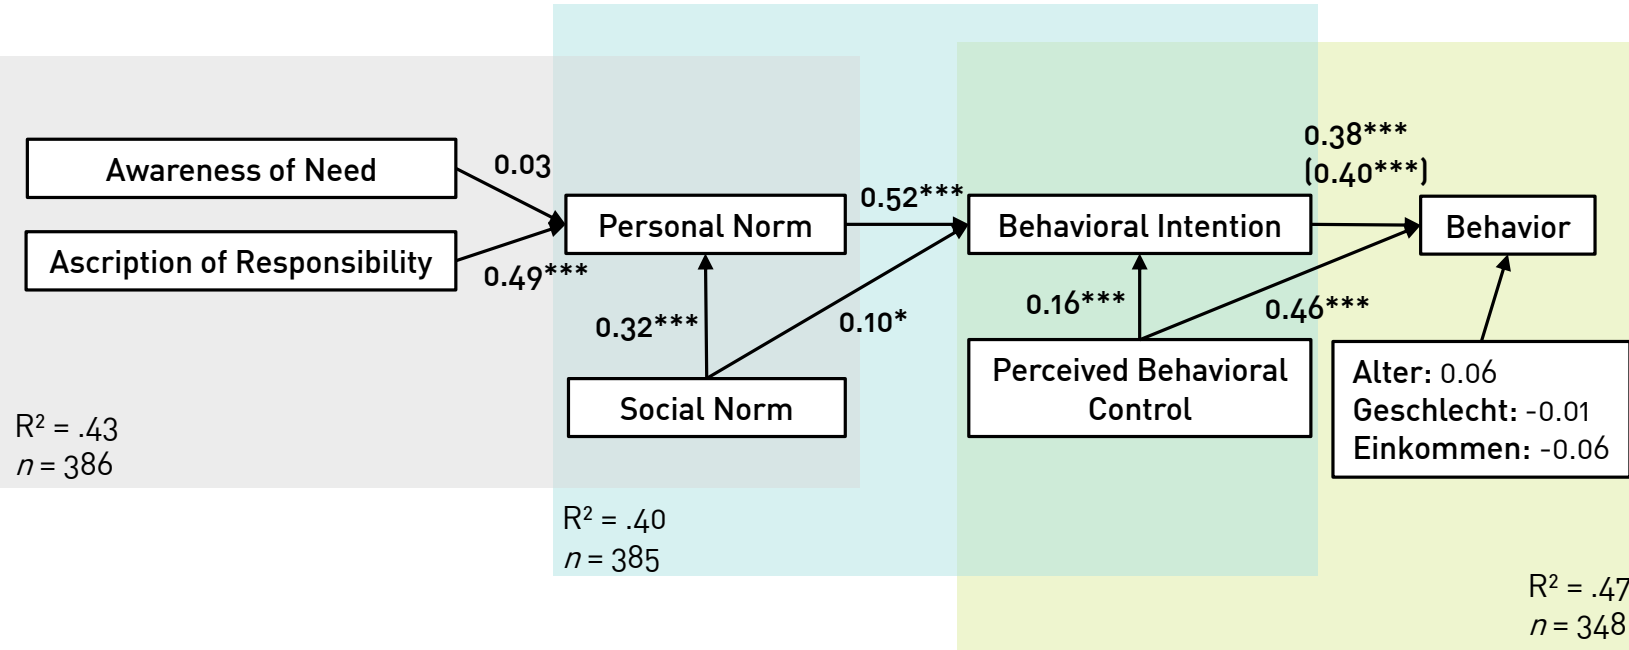 Awareness of Need
0.03
Ascription of Responsibility
0.49***
Personal Norm
0.52***
0.32***
0.10*
Social Norm
R² = .43
n = 386
R² = .40
n = 385
Behavioral Intention
0.38***
(0.40***)
Behavior
0.16***
0.46***
Perceived Behavioral
Control
Alter: 0.06
Geschlecht: -0.01
Einkommen: -0.06
R² = .47
n = 348